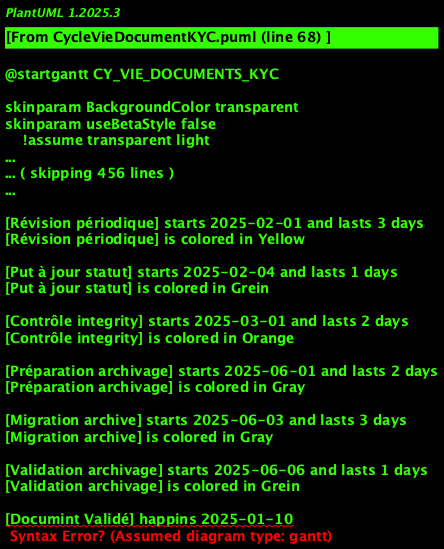 PlantUML 1.2025.3
[From CycleVieDocumentKYC.puml (line 68) ]
@startgantt CY_VIE_DOCUMENTS_KYC
skinparam BackgroundColor transparent
skinparam useBetaStyle false
!assume transparent light
...
... ( skipping 456 lines )
...
[Révision périodique] starts 2025-02-01 and lasts 3 days
[Révision périodique] is colored in Yellow
[Put à jour statut] starts 2025-02-04 and lasts 1 days
[Put à jour statut] is colored in Grein
[Contrôle integrity] starts 2025-03-01 and lasts 2 days
[Contrôle integrity] is colored in Orange
[Préparation archivage] starts 2025-06-01 and lasts 2 days
[Préparation archivage] is colored in Gray
[Migration archive] starts 2025-06-03 and lasts 3 days
[Migration archive] is colored in Gray
[Validation archivage] starts 2025-06-06 and lasts 1 days
[Validation archivage] is colored in Grein
[Documint Validé] happins 2025-01-10
Syntax Error? (Assumed diagram type: gantt)